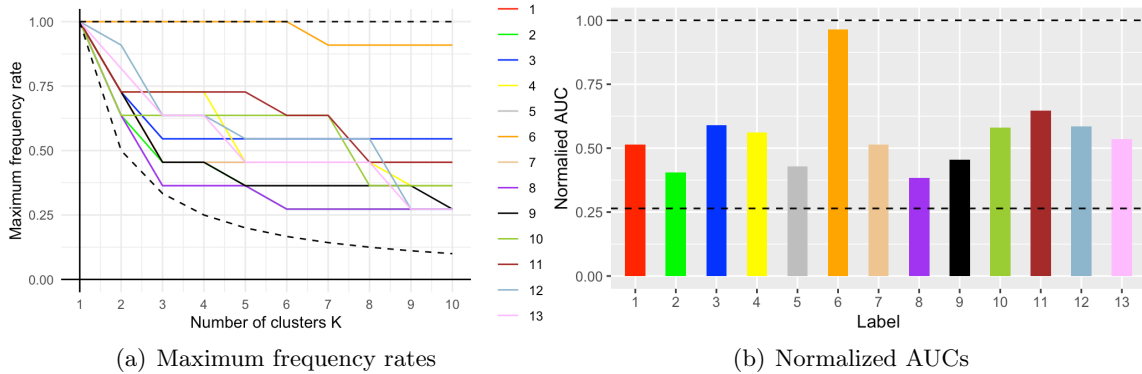 1.00
0.75
0.50
0.25
0.00
Maximum frequency rate
1 2 3 4 5 6 7 8 9 10
Number of clusters K
1
2
3
4
5
6
7
8
9
10
11
12
13
(a) Maximum frequency rates
1.00
0.75
0.50
0.25
0.00
Normalied AUC
1 2 3 4 5 6 7 8 9 10 11 12 13
Label
(b) Normalized AUCs